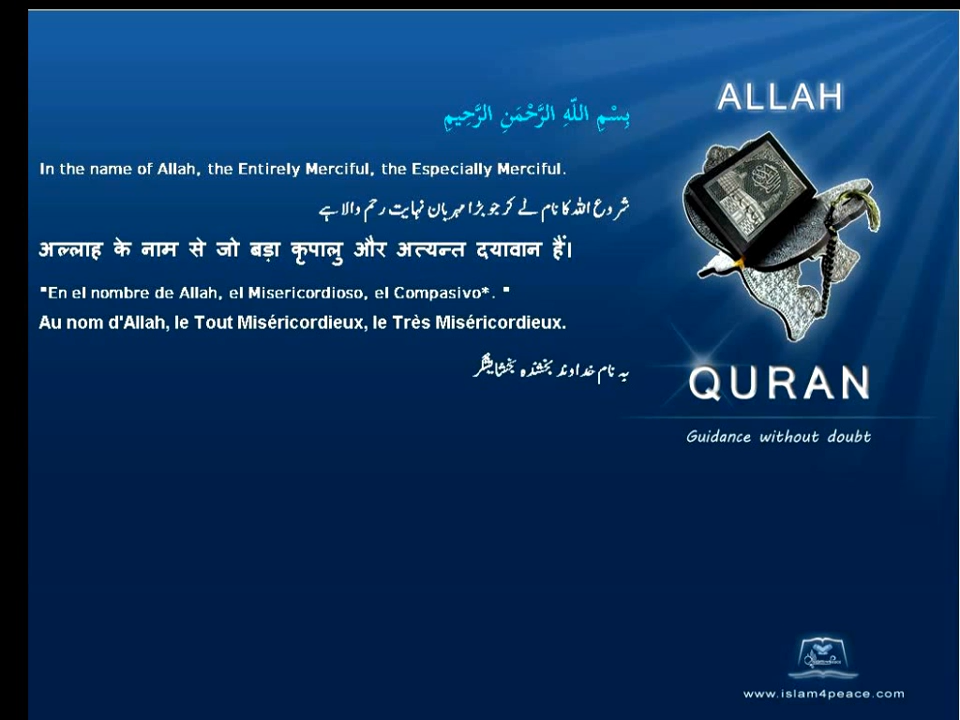 بِسْمِ اللّهِ الرَّحْمَنِ الرَّحِيمِ
In the name of Allah, the Entirely Merciful, the Especially Merciful.
شروع الله کا نام لے کر جو بڑا مہربان نہایت رحم والا ہے
अल्लाह के नाम से जो बड़ा कृपालु और अत्यन्त दयावान हैं।
"En el nombre de Allah, el Misericordioso, el Compasivo*. "
Au nom d'Allah, le Tout Miséricordieux, le Très Miséricordieux.
به نام خداوند بخشنده بخشایشگر
ALLAH
QURAN
Guidance without doubt
www.islam4peace.com